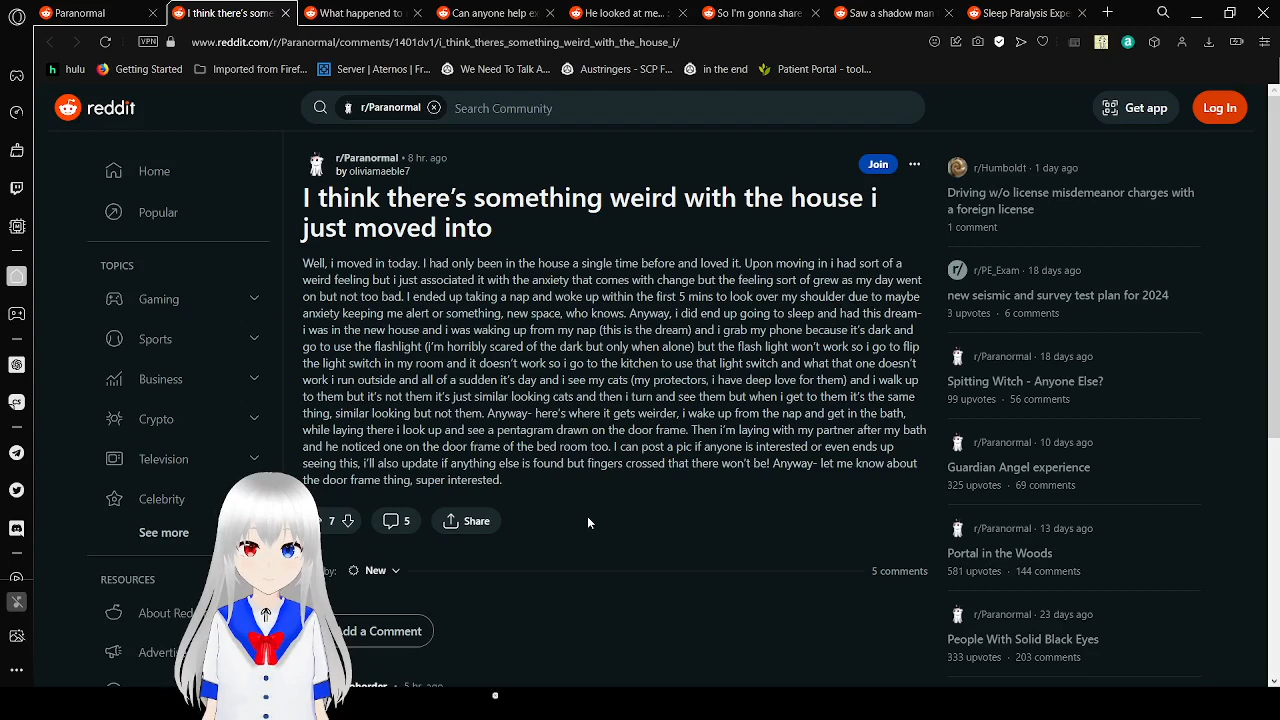 Paranormal
I think there's some
What happened to
Can anyone help ex
He looked at me...
So I'm gonna share
Saw a shadow man
Sleep Paralysis Expe
VPN
www.reddit.com/r/Paranormal/comments/1401dv1/i_think_theres_something_weird_with_the_house_i/
hulu
Getting Started
Imported from Firef...
Server | Aternos | Fr...
We Need To Talk A...
Austringers - SCP F...
in the end
Patient Portal - tool...
reddit
r/Paranormal
Search Community
Get app
Log In
Home
Popular
TOPICS
Gaming
Sports
Business
Crypto
Television
Celebrity
See more
RESOURCES
About Red
Adverti
r/Paranormal • 8 hr. ago
by oliviamaeble7
Join
I think there's something weird with the house i
just moved into
Well, i moved in today. I had only been in the house a single time before and loved it. Upon moving in i had sort of a
weird feeling but i just associated it with the anxiety that comes with change but the feeling sort of grew as my day went
on but not too bad. I ended up taking a nap and woke up within the first 5 mins to look over my shoulder due to maybe
anxiety keeping me alert or something, new space, who knows. Anyway, i did end up going to sleep and had this dream-
i was in the new house and i was waking up from my nap (this is the dream) and i grab my phone because it's dark and
go to use the flashlight (i'm horribly scared of the dark but only when alone) but the flash light won't work so i go to flip
the light switch in my room and it doesn't work so i go to the kitchen to use that light switch and what that one doesn't
work i run outside and all of a sudden it's day and i see my cats (my protectors, i have deep love for them) and i walk up
to them but it's not them it's just similar looking cats and then i turn and see them but when i get to them it's the same
thing, similar looking but not them. Anyway- here's where it gets weirder, i wake up from the nap and get in the bath,
while laying there i look up and see a pentagram drawn on the door frame. Then i'm laying with my partner after my bath
and he noticed one on the door frame of the bed room too. I can post a pic if anyone is interested or even ends up
seeing this, i'll also update if anything else is found but fingers crossed that there won't be! Anyway- let me know about
the door frame thing, super interested.
7
5
Share
by:
New
5 comments
Add a Comment
5 hr. ago
r/Humboldt • 1 day ago
Driving w/o license misdemeanor charges with
a foreign license
1 comment
r/PE_Exam • 18 days ago
new seismic and survey test plan for 2024
3 upvotes • 6 comments
r/Paranormal • 18 days ago
Spitting Witch - Anyone Else?
99 upvotes • 56 comments
r/Paranormal • 10 days ago
Guardian Angel experience
325 upvotes • 69 comments
r/Paranormal • 13 days ago
Portal in the Woods
581 upvotes • 144 comments
r/Paranormal • 23 days ago
People With Solid Black Eyes
333 upvotes • 203 comments